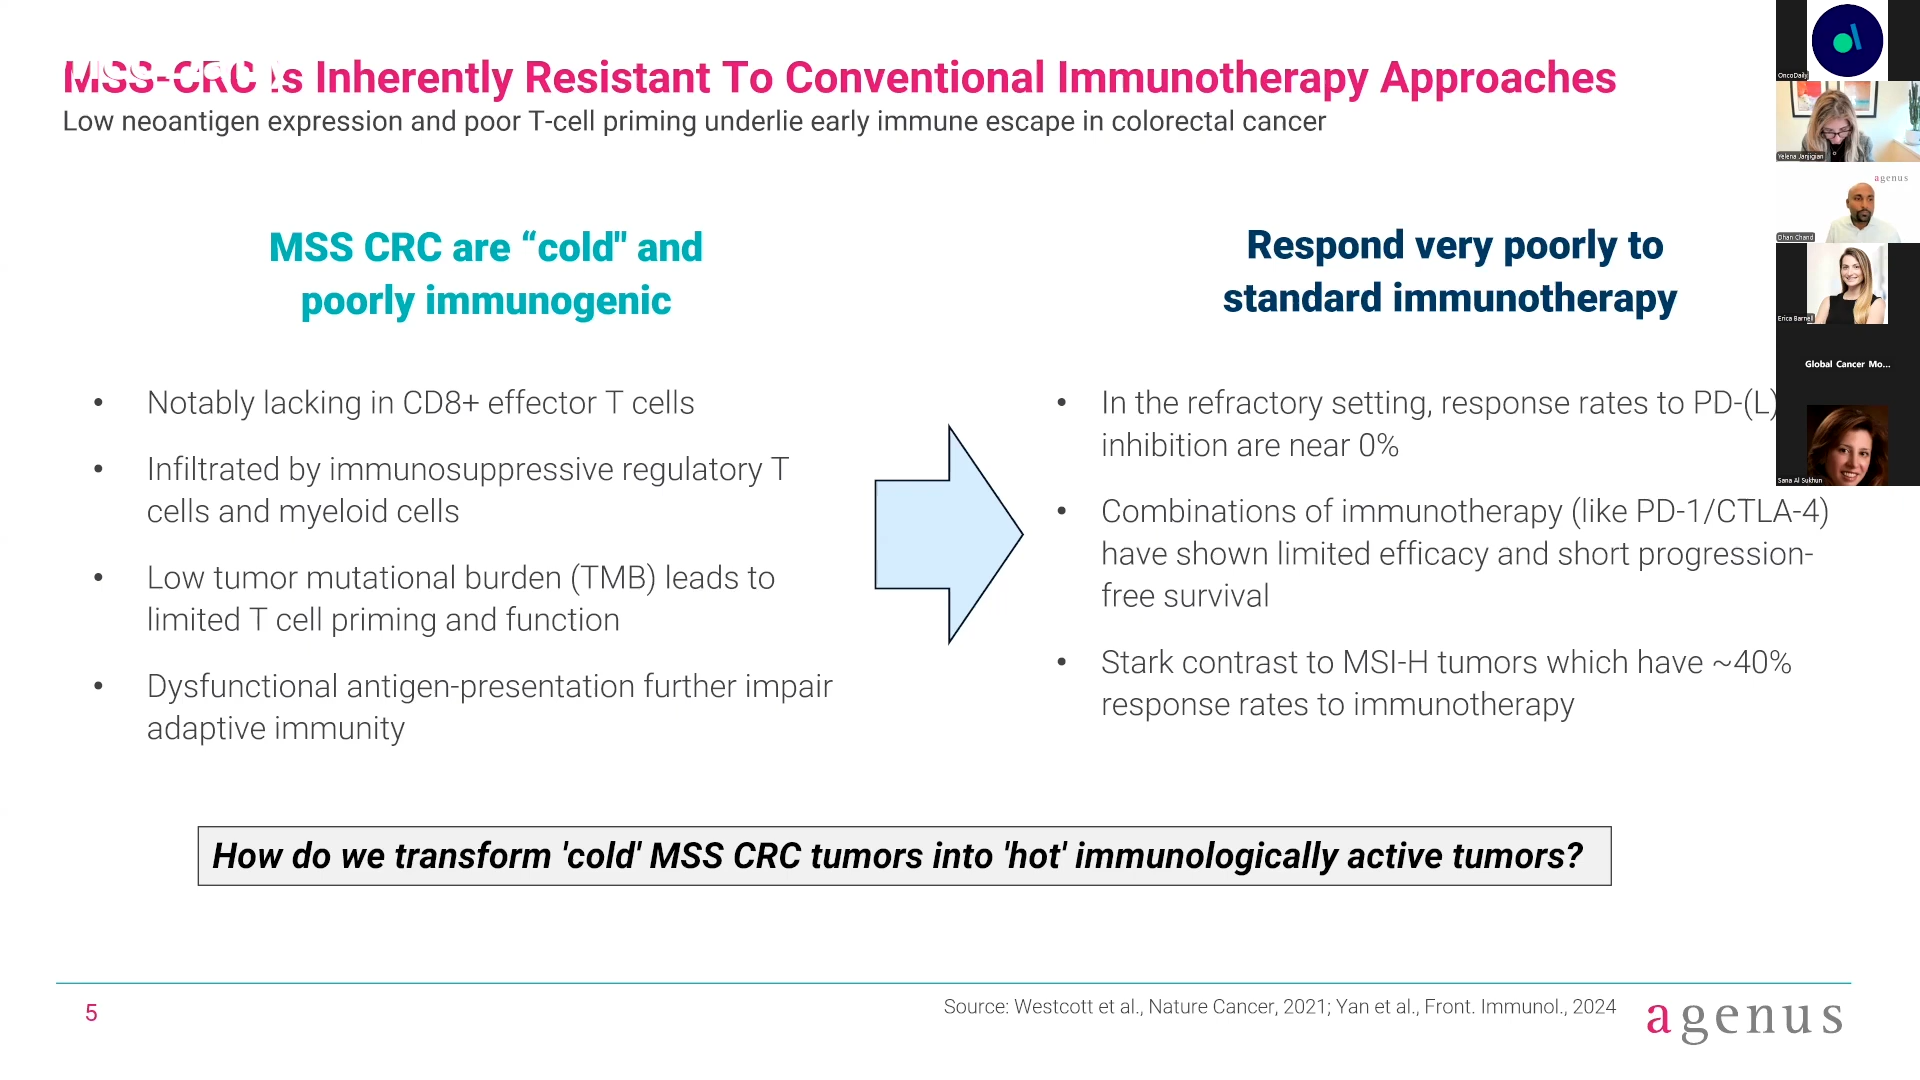 MSS-CRC Is Inherently Resistant To Conventional Immunotherapy Approaches
Low neoantigen expression and poor T-cell priming underlie early immune escape in colorectal cancer
MSS CRC are “cold" and
poorly immunogenic
• Notably lacking in CD8+ effector T cells
• Infiltrated by immunosuppressive regulatory T
cells and myeloid cells
• Low tumor mutational burden (TMB) leads to
limited T cell priming and function
• Dysfunctional antigen-presentation further impair
adaptive immunity
Respond very poorly to
standard immunotherapy
• In the refractory setting, response rates to PD-(L)
inhibition are near 0%
• Combinations of immunotherapy (like PD-1/CTLA-4)
have shown limited efficacy and short progression-
free survival
• Stark contrast to MSI-H tumors which have ~40%
response rates to immunotherapy
How do we transform 'cold' MSS CRC tumors into 'hot' immunologically active tumors?
5
Source: Westcott et al., Nature Cancer, 2021; Yan et al., Front. Immunol., 2024
agenus
OncoDaily
Yelena Janjigian
agenus
Dhan Chand
Erica Barnell
Global Cancer Mo...
Sana Al Sukhun